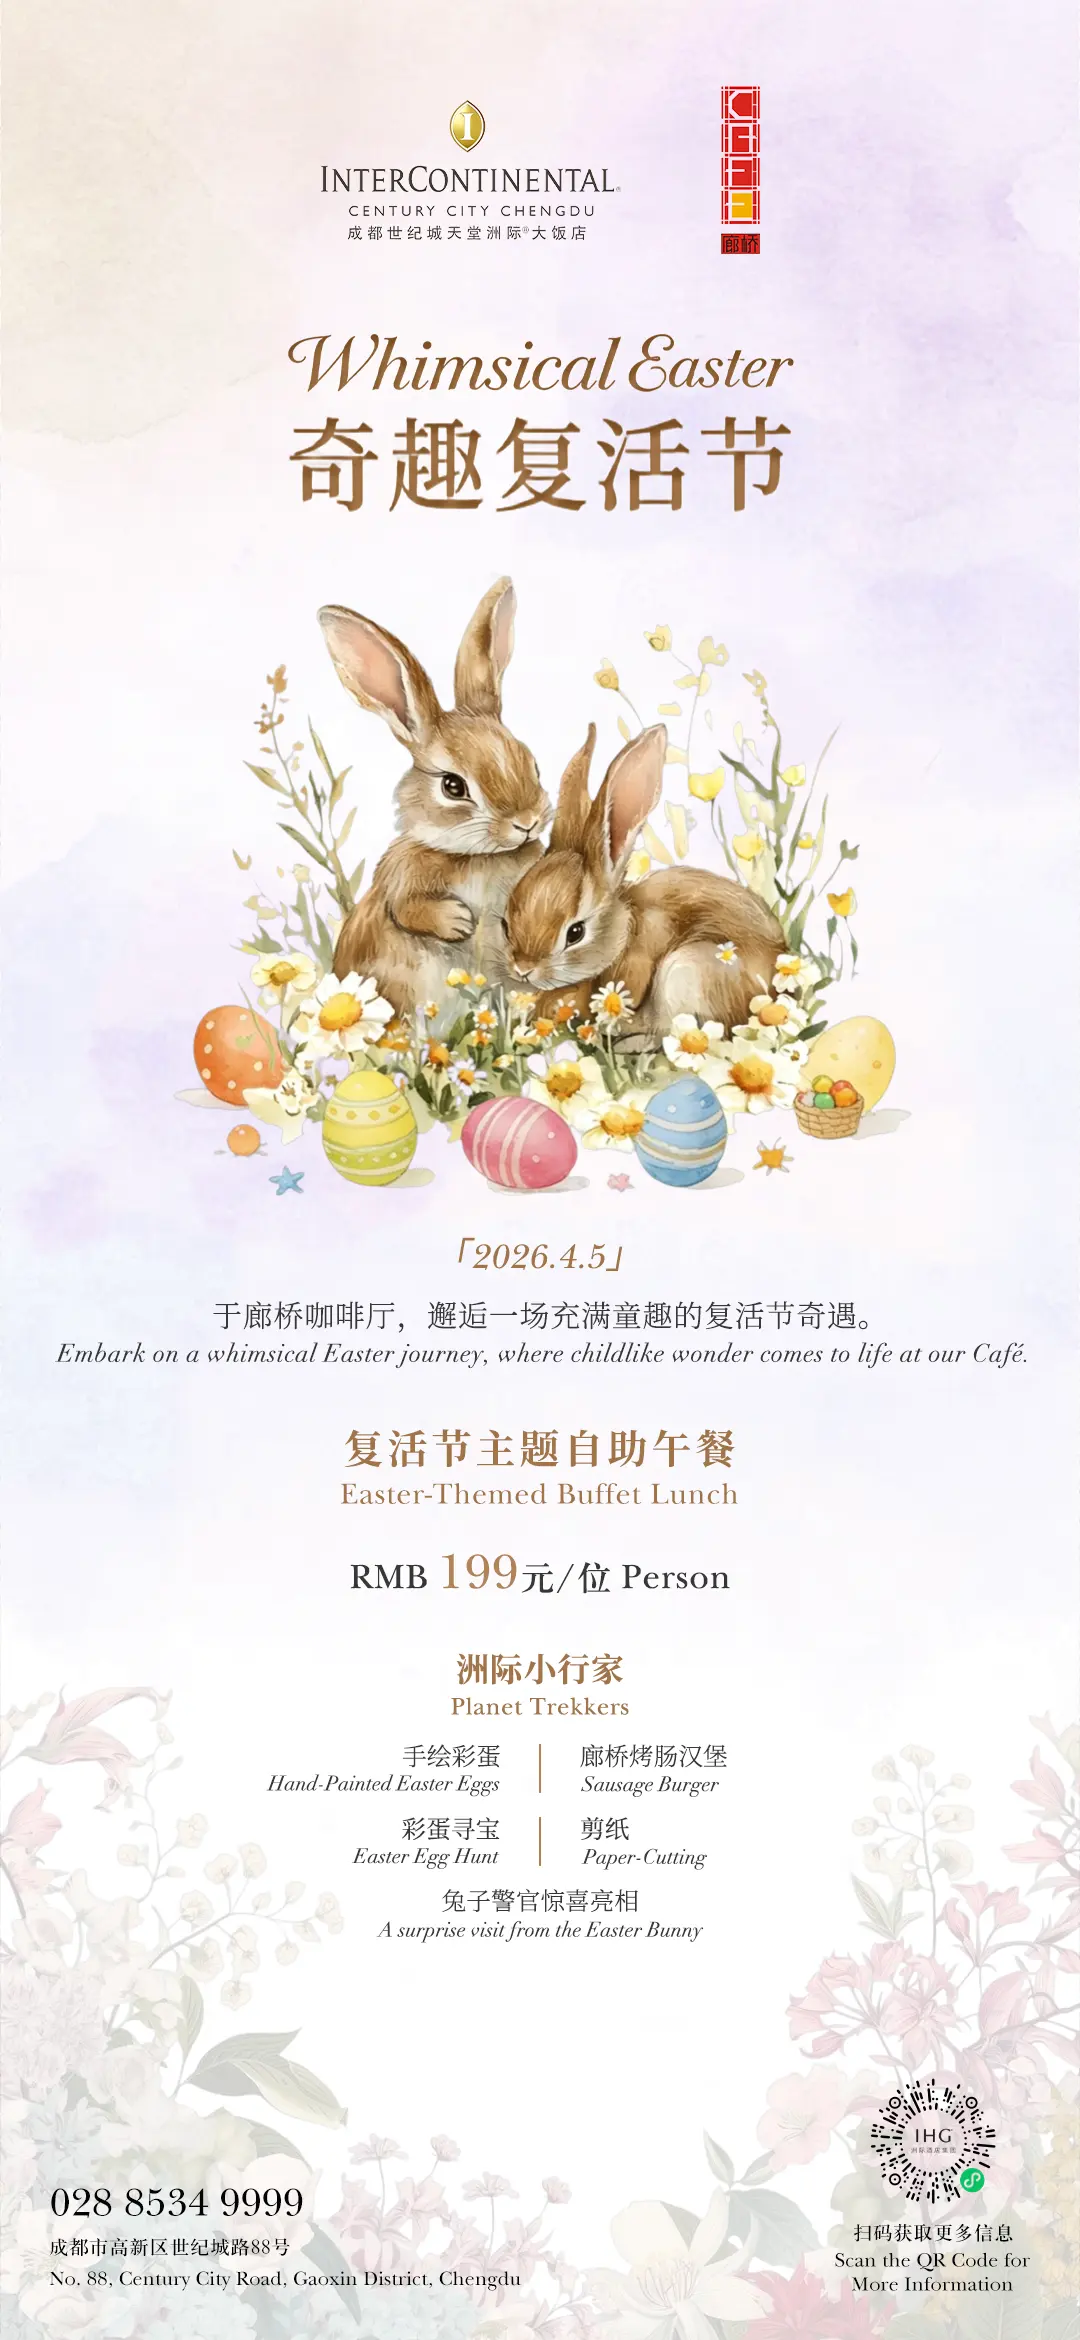 I
INTERCONTINENTAL®
CENTURY CITY CHENGDU
成都世纪城天堂洲际®大饭店
CAFE
廊桥
Whimsical Easter
奇趣复活节
「2026.4.5」
于廊桥咖啡厅，邂逅一场充满童趣的复活节奇遇。
Embark on a whimsical Easter journey, where childlike wonder comes to life at our Café.
复活节主题自助午餐
Easter-Themed Buffet Lunch
RMB 199元/位 Person
洲际小行家
Planet Trekkers
手绘彩蛋
Hand-Painted Easter Eggs
廊桥烤肠汉堡
Sausage Burger
彩蛋寻宝
Easter Egg Hunt
剪纸
Paper-Cutting
兔子警官惊喜亮相
A surprise visit from the Easter Bunny
IHG
洲际酒店集团
028 8534 9999
成都市高新区世纪城路88号
No. 88, Century City Road, Gaoxin District, Chengdu
扫码获取更多信息
Scan the QR Code for
More Information